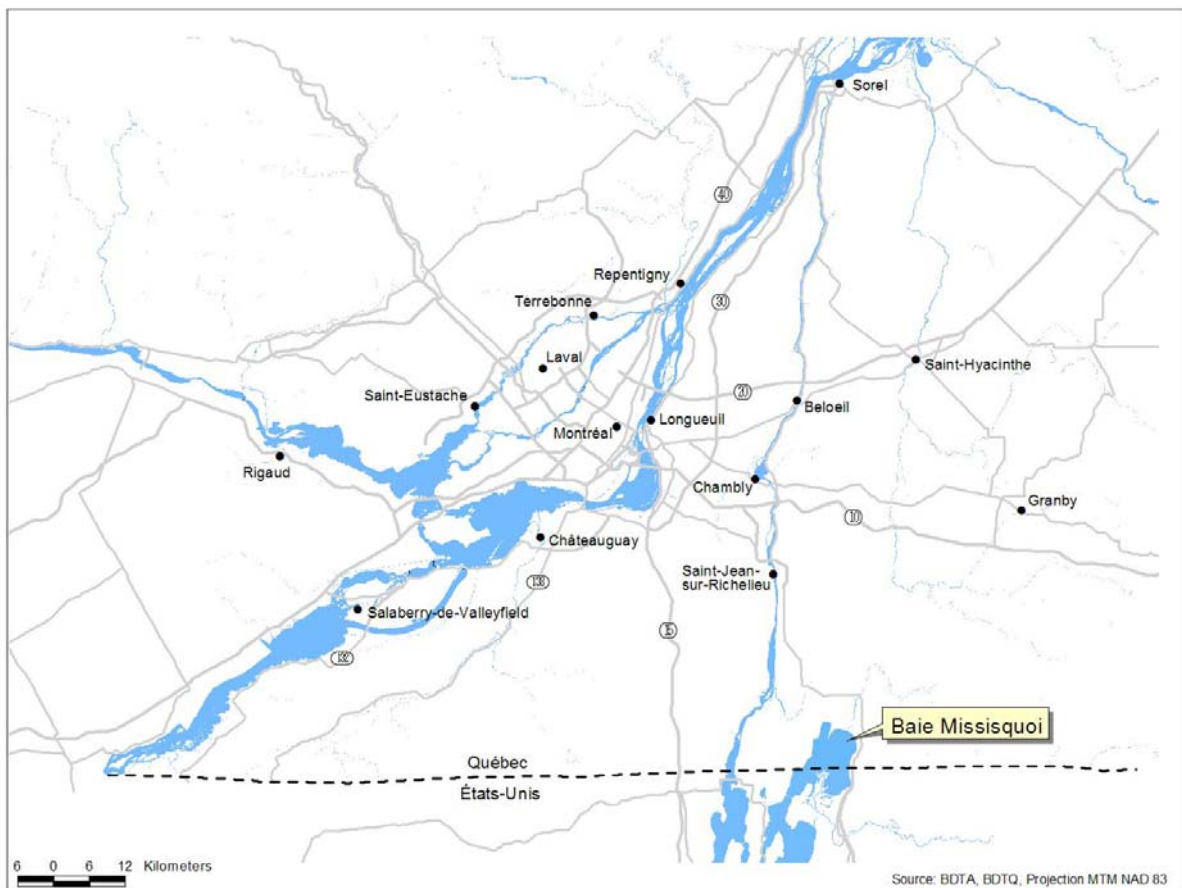 Sorel
40
Repentigny
30
Terrebonne
Laval
Saint-Hyacinthe
Saint-Eustache
20
Beloeil
Longueuil
Montréal
Rigaud
Chambly
Granby
10
Châteauguay
Saint-Jean-
sur-Richelieu
138
Salaberry-de-Valleyfield
15
132
Baie Missisquoi
Québec
États-Unis
6 0 6 12 Kilometers
Source: BDTA, BDTQ, Projection MTM NAD 83